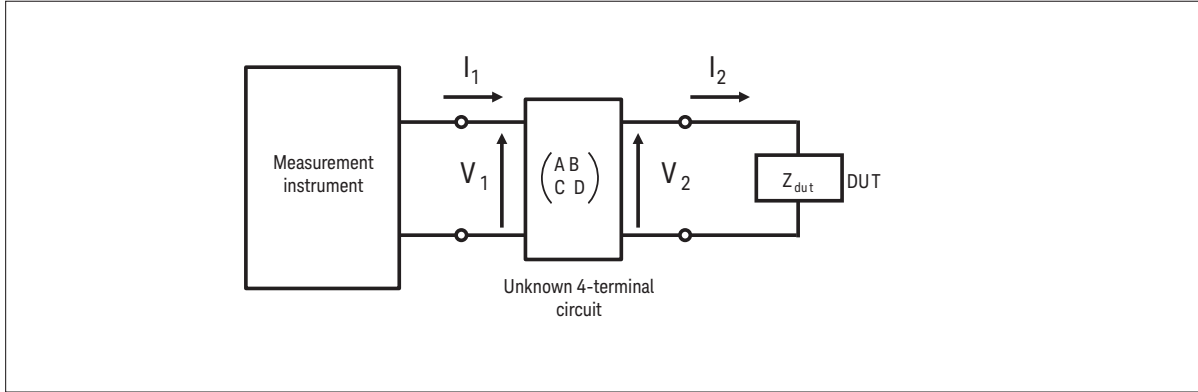 I1
I2
Measurement
instrument
V1
A B
C D
V2
Zdut
DUT
Unknown 4-terminal
circuit